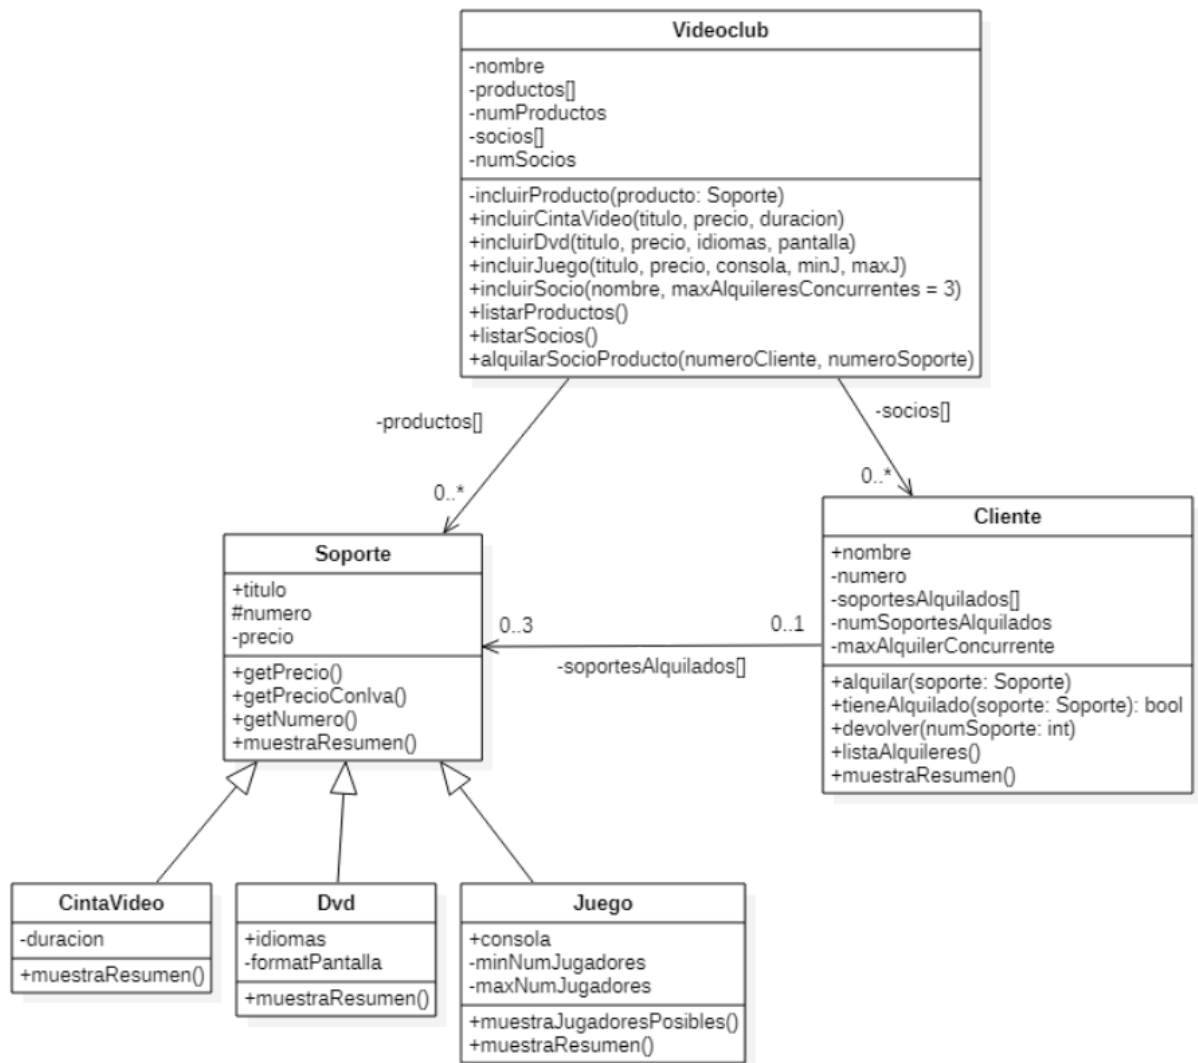 Videoclub
-nombre
-productos[]
-numProductos
-socios[]
-numSocios
-incluirProducto(producto: Soporte)
+incluirCintaVideo(titulo, precio, duracion)
+incluirDvd(titulo, precio, idiomas, pantalla)
+incluirJuego(titulo, precio, consola, minJ, maxJ)
+incluirSocio(nombre, maxAlquileresConcurrentes = 3)
+listarProductos()
+listarSocios()
+alquilarSocioProducto(numeroCliente, numeroSoporte)
-productos[]
-socios[]
0..*
0..*
Soporte
+titulo
#numero
-precio
+getPrecio()
+getPrecioConIva()
+getNumero()
+muestraResumen()
0..3
0..1
-soportesAlquilados[]
Cliente
+nombre
-numero
-soportesAlquilados[]
-numSoportesAlquilados
-maxAlquilerConcurrente
+alquilar(soporte: Soporte)
+tieneAlquilado(soporte: Soporte): bool
+devolver(numSoporte: int)
+listaAlquileres()
+muestraResumen()
CintaVideo
-duracion
+muestraResumen()
Dvd
+idiomas
-formatPantalla
+muestraResumen()
Juego
+consola
-minNumJugadores
-maxNumJugadores
+muestraJugadoresPosibles()
+muestraResumen()